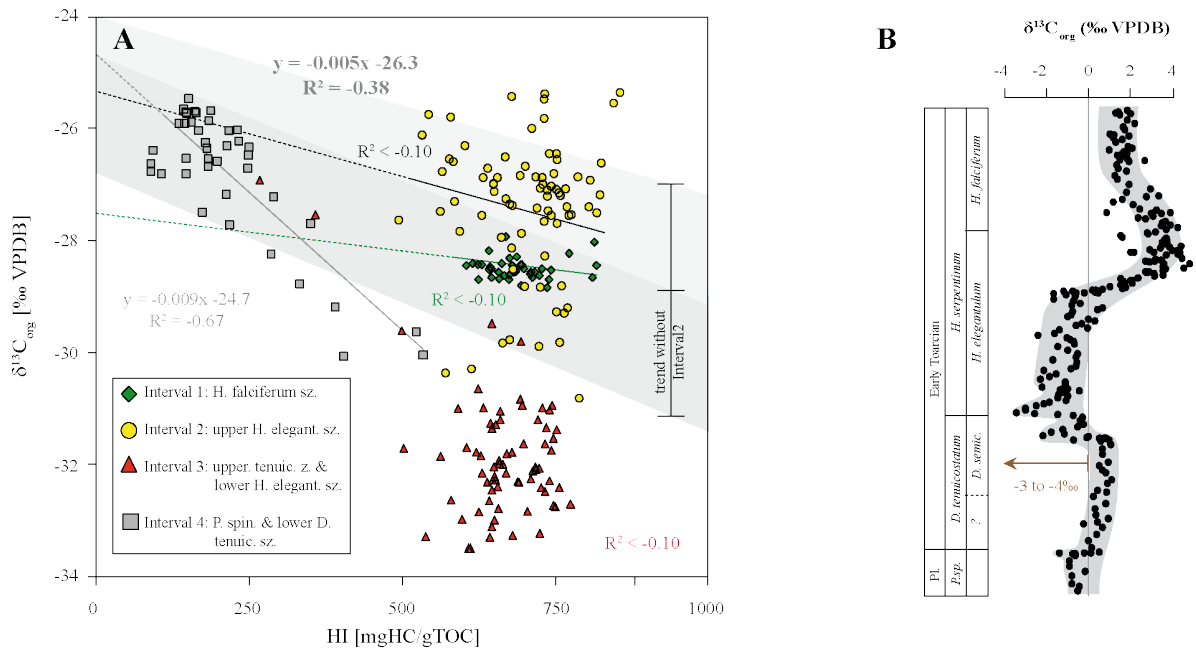 A
y = -0.005x -26.3
R² = -0.38
R² < -0.10
R² < -0.10
y = -0.009x -24.7
R² = -0.67
R² < -0.10
trend without
Interval2
Interval 1: H. falciferum sz.
Interval 2: upper H. elegant. sz.
Interval 3: upper. tenuic. z. &
lower H. elegant. sz.
Interval 4: P. spin. & lower D.
tenuic. sz.
-24
-26
-28
-30
-32
-34
δ¹³Corg [‰ VPDB]
0
250
500
750
1000
HI [mgHC/gTOC]
B
δ¹³Corg (‰ VPDB)
-4
-2
0
2
4
Early Toarcian
Pl.
H. serpentinum
D. tenuicostatum
P.sp.
H. falciferum
H. elegantulum
D. semic.
?
-3 to -4‰